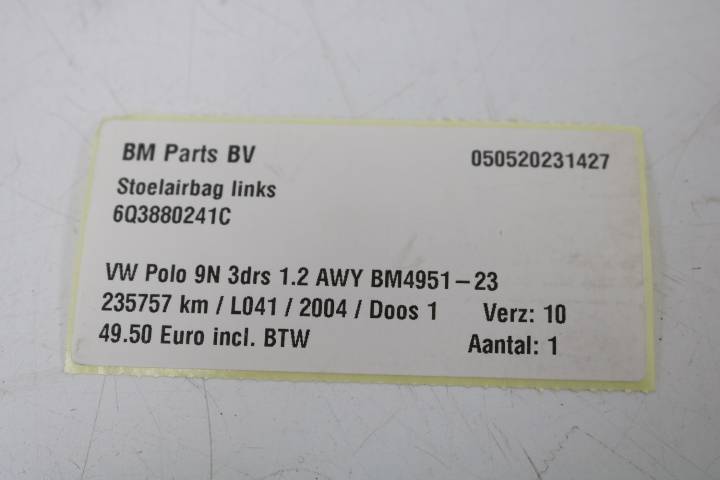 BM Parts BV 050520231427
Stoelairbag links
6Q3880241C
VW Polo 9N 3drs 1.2 AWY BM4951-23
235757 km / L041 / 2004 / Doos 1 Verz: 10
49.50 Euro incl. BTW Aantal: 1